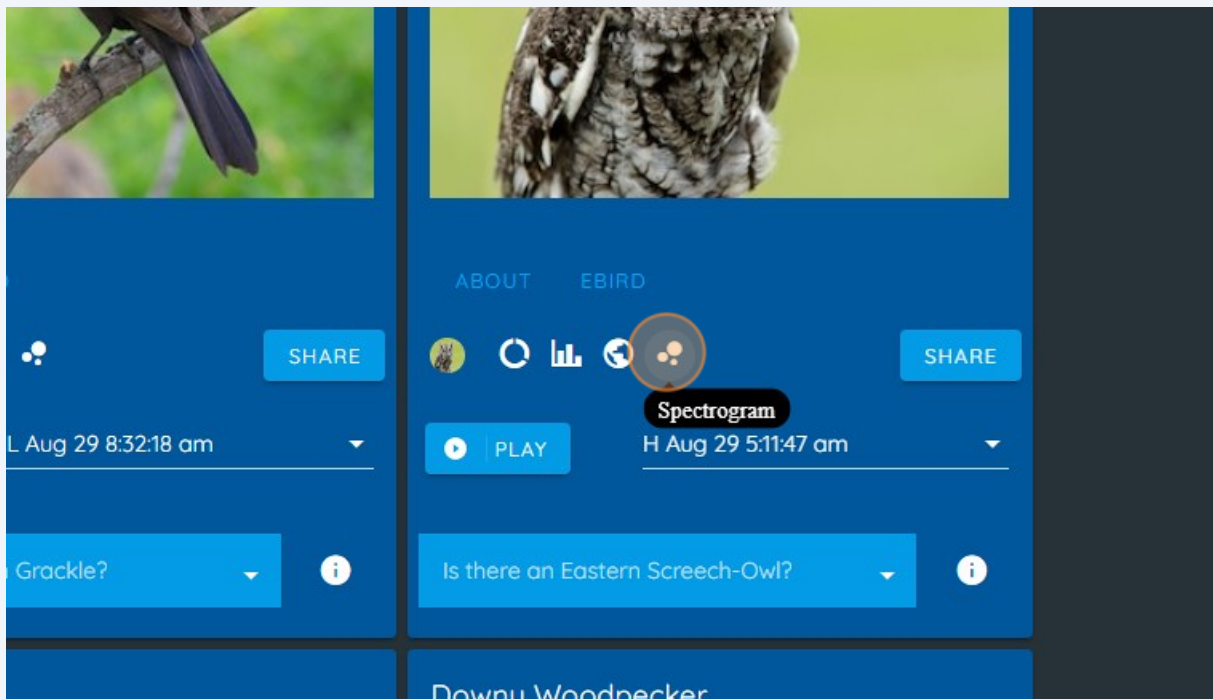 ABOUT EBIRD
SHARE
SHARE
Spectrogram
L Aug 29 8:32:18 am
PLAY
H Aug 29 5:11:47 am
Grackle?
Is there an Eastern Screech-Owl?
Downy Woodpecker